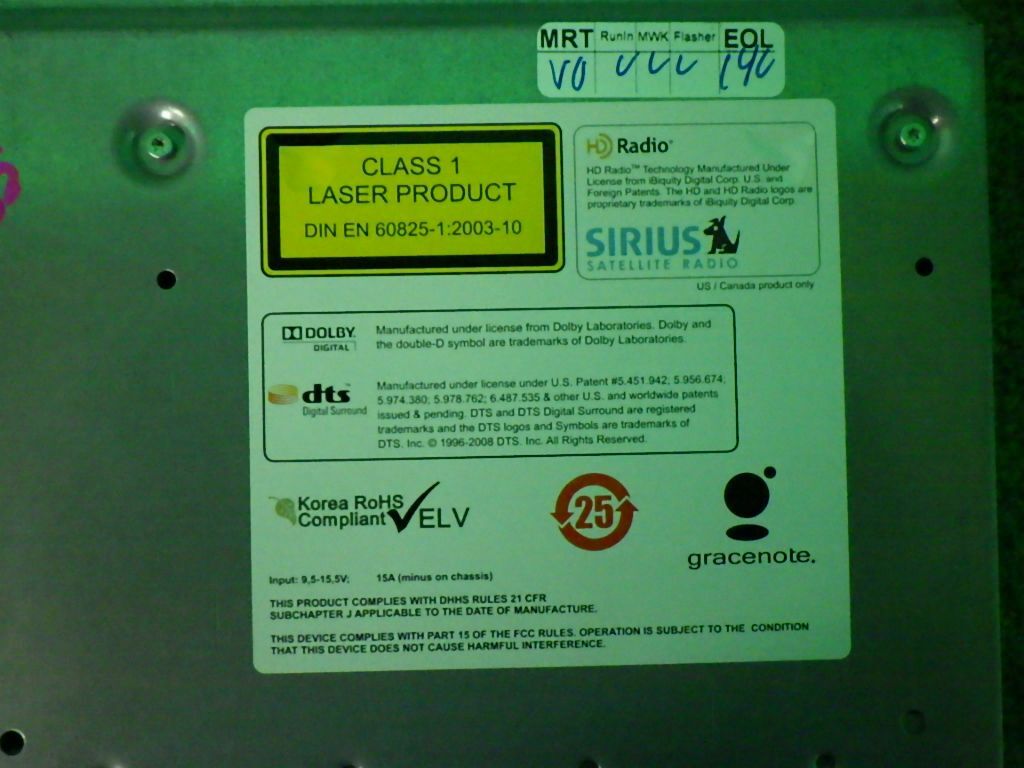 MRT RunIn MWK Flasher EOL
CLASS 1
LASER PRODUCT
DIN EN 60825-1:2003-10
HD Radio®
HD Radio™ Technology Manufactured Under
License from iBiquity Digital Corp. U.S. and
Foreign Patents. The HD and HD Radio logos are
proprietary trademarks of iBiquity Digital Corp.
SIRIUS
SATELLITE RADIO
US / Canada product only
DOLBY
DIGITAL
Manufactured under license from Dolby Laboratories. Dolby and
the double-D symbol are trademarks of Dolby Laboratories.
dts™
Digital Surround
Manufactured under license under U.S. Patent #5.451.942; 5.956.674;
5.974.380; 5.978.762; 6.487.535 & other U.S. and worldwide patents
issued & pending. DTS and DTS Digital Surround are registered
trademarks and the DTS logos and Symbols are trademarks of
DTS. Inc. © 1996-2008 DTS. Inc. All Rights Reserved.
Korea RoHS
Compliant
ELV
25
gracenote.
Input: 9,5-15,5V; 15A (minus on chassis)
THIS PRODUCT COMPLIES WITH DHHS RULES 21 CFR
SUBCHAPTER J APPLICABLE TO THE DATE OF MANUFACTURE.
THIS DEVICE COMPLIES WITH PART 15 OF THE FCC RULES. OPERATION IS SUBJECT TO THE CONDITION
THAT THIS DEVICE DOES NOT CAUSE HARMFUL INTERFERENCE.